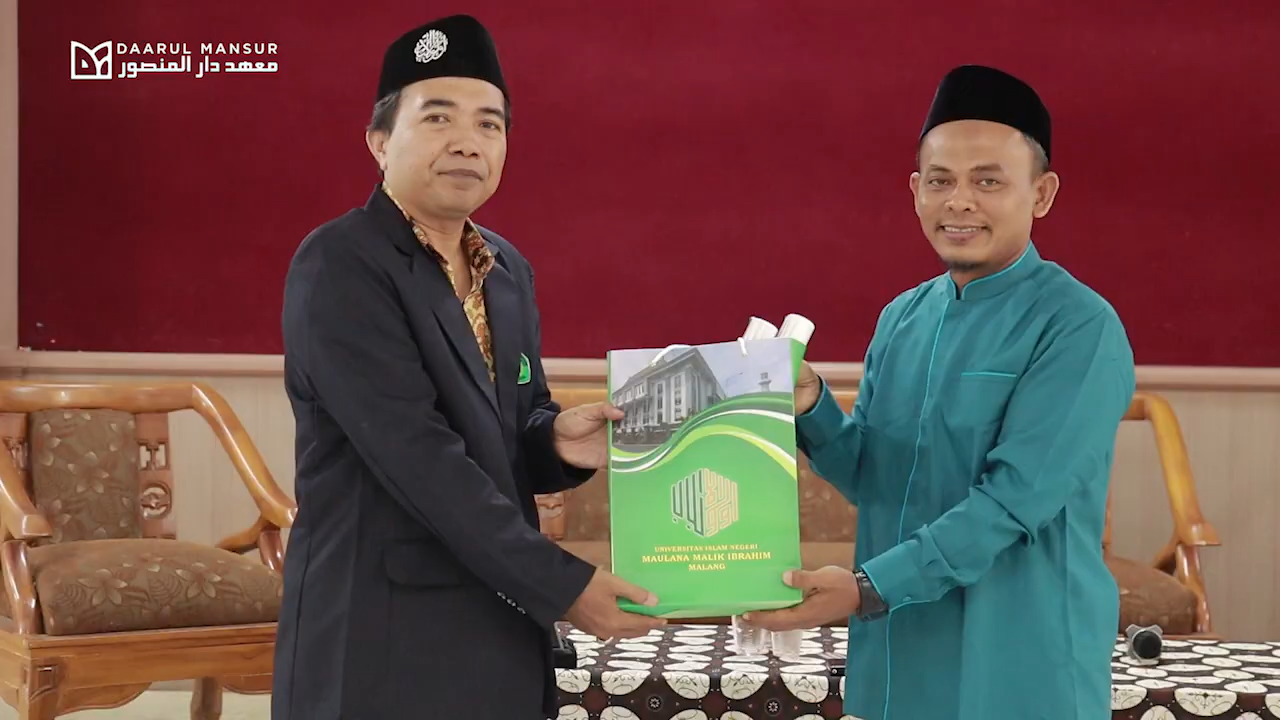 DAARUL MANSUR
معهد دار المنصور
UNIVERSITAS ISLAM NEGERI
MAULANA MALIK IBRAHIM
MALANG